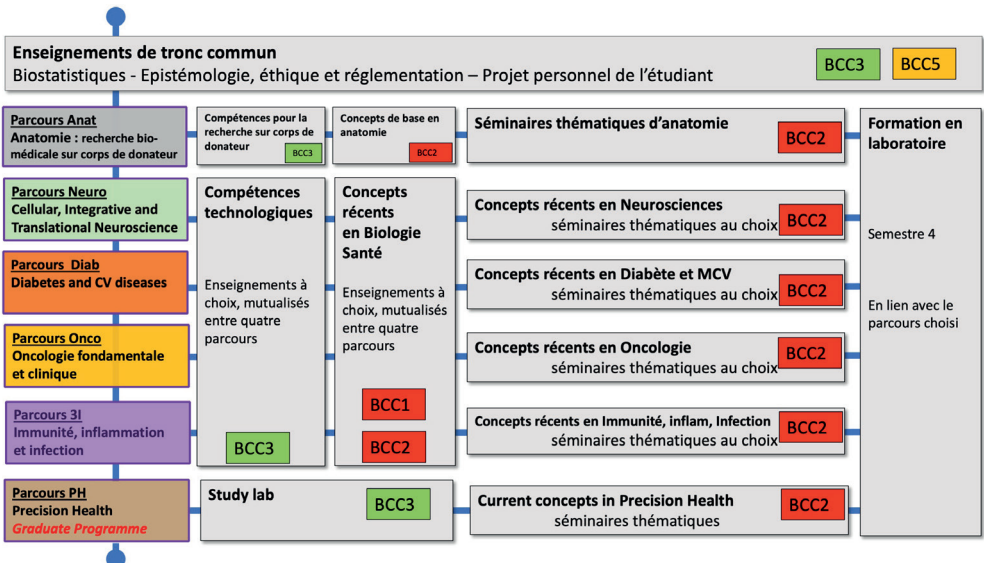 Enseignements de tronc commun
Biostatistiques - Epistémologie, éthique et réglementation – Projet personnel de l'étudiant
BCC3
BCC5
Parcours Anat
Anatomie : recherche bio-
médicale sur corps de donateur
Compétences pour la
recherche sur corps de
donateur
BCC3
Concepts de base en
anatomie
BCC2
Séminaires thématiques d'anatomie
BCC2
Formation en
laboratoire
Semestre 4
En lien avec le
parcours choisi
Parcours Neuro
Cellular, Integrative and
Translational Neuroscience
Compétences
technologiques
Enseignements à
choix, mutualisés
entre quatre
parcours
BCC3
Concepts
récents
en Biologie
Santé
Enseignements à
choix, mutualisés
entre quatre
parcours
BCC1
BCC2
Concepts récents en Neurosciences
séminaires thématiques au choix
BCC2
Parcours Diab
Diabetes and CV diseases
Concepts récents en Diabète et MCV
séminaires thématiques au choix
BCC2
Parcours Onco
Oncologie fondamentale
et clinique
Concepts récents en Oncologie
séminaires thématiques au choix
BCC2
Parcours 3I
Immunité, inflammation
et infection
Concepts récents en Immunité, inflam, Infection
séminaires thématiques au choix
BCC2
Parcours PH
Precision Health
Graduate Programme
Study lab
BCC3
Current concepts in Precision Health
séminaires thématiques
BCC2